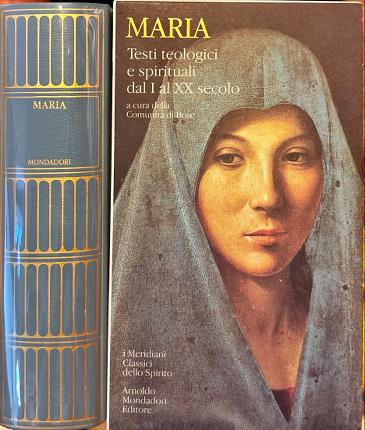 MARIA
MONDADORI
MARIA
Testi teologici
e spirituali
dal I al XX secolo
a cura della
Comunità di Bose
i Meridiani
Classici
dello Spirito
Arnoldo
Mondadori
Editore